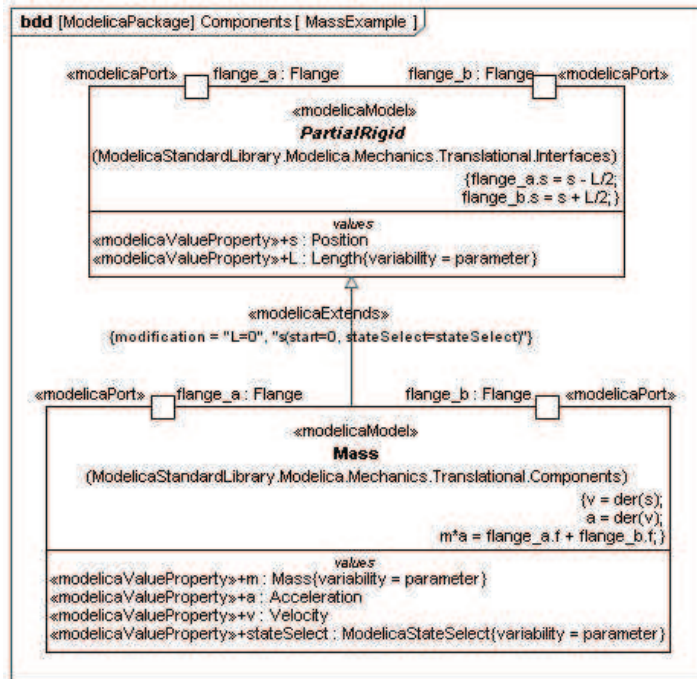 bdd [ModelicaPackage] Components [ MassExample ]
«modelicaPort» flange_a : Flange flange_b : Flange «modelicaPort»
«modelicaModel»
PartialRigid
(ModelicaStandardLibrary.Modelica.Mechanics.Translational.Interfaces)
{flange_a.s = s - L/2;
flange_b.s = s + L/2;}
values
«modelicaValueProperty»+s : Position
«modelicaValueProperty»+L : Length{variability = parameter}
«modelicaExtends»
{modification = "L=0", "s(start=0, stateSelect=stateSelect)"}
«modelicaPort» flange_a : Flange flange_b : Flange «modelicaPort»
«modelicaModel»
Mass
(ModelicaStandardLibrary.Modelica.Mechanics.Translational.Components)
{v = der(s);
a = der(v);
m*a = flange_a.f + flange_b.f;}
values
«modelicaValueProperty»+m : Mass{variability = parameter}
«modelicaValueProperty»+a : Acceleration
«modelicaValueProperty»+v : Velocity
«modelicaValueProperty»+stateSelect : ModelicaStateSelect{variability = parameter}